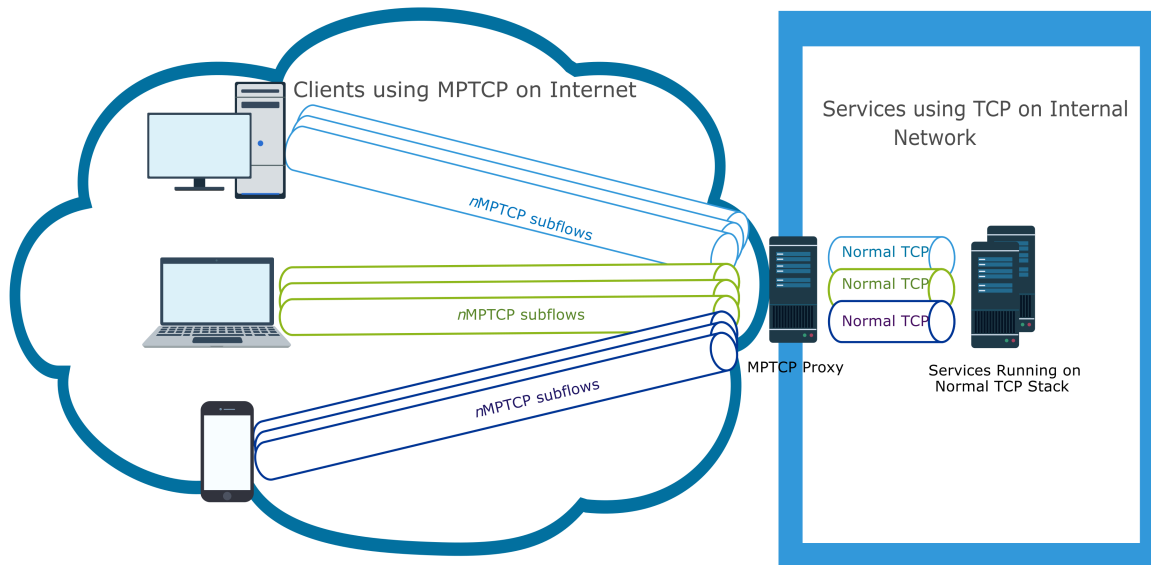 Clients using MPTCP on Internet
Services using TCP on Internal
Network
nMPTCP subflows
nMPTCP subflows
nMPTCP subflows
Normal TCP
Normal TCP
Normal TCP
MPTCP Proxy
Services Running on
Normal TCP Stack